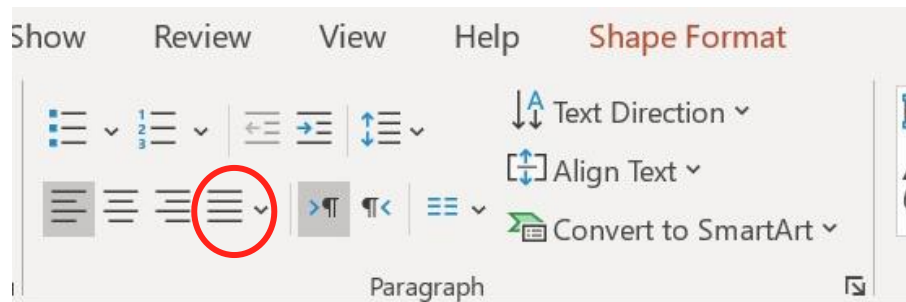 Show Review View Help Shape Format
Text Direction
Align Text
Convert to SmartArt
Paragraph